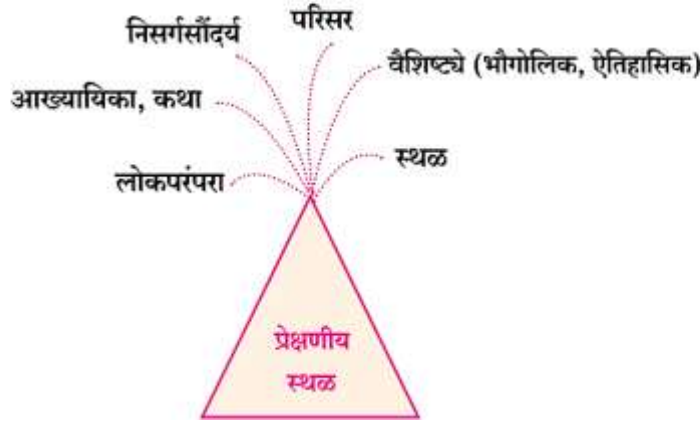 परिसर
निसर्गसौंदर्य
वैशिष्ट्ये (भौगोलिक, ऐतिहासिक)
आख्यायिका, कथा
स्थळ
लोकपरंपरा
प्रेक्षणीय
स्थळ